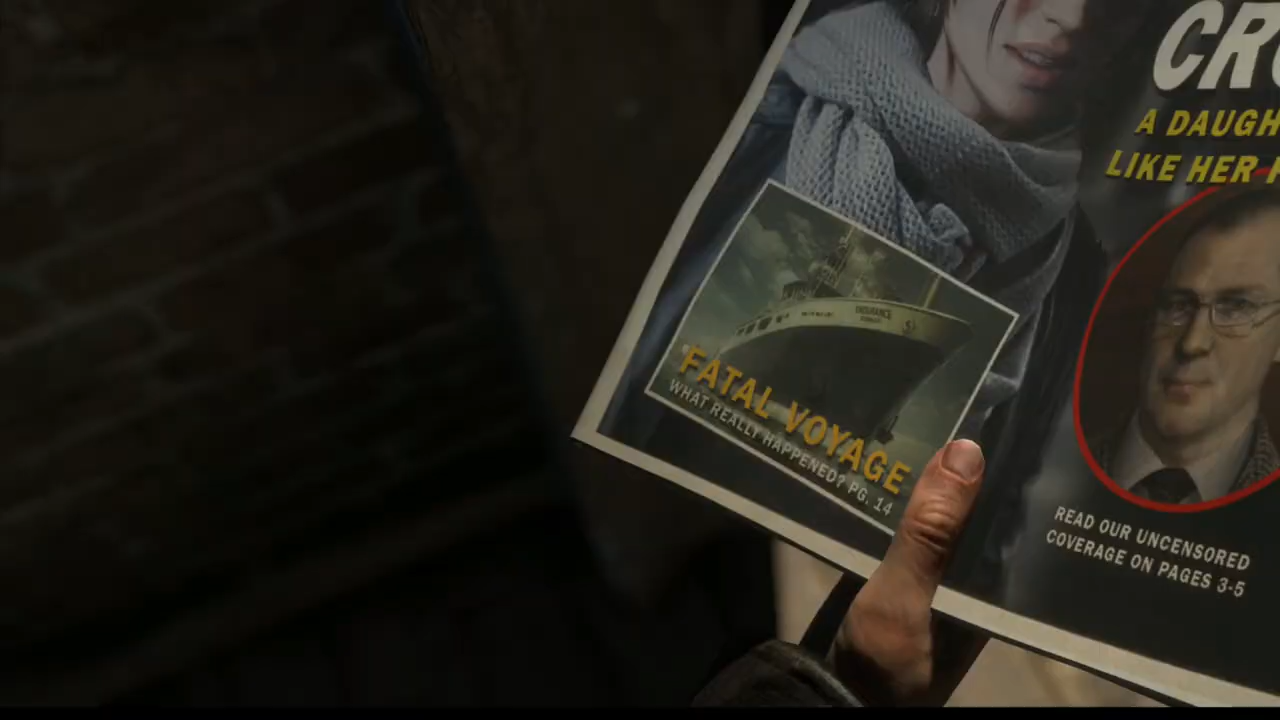 CR
A DAUGH
LIKE HER
ENDURANCE
FATAL VOYAGE
WHAT REALLY HAPPENED? PG. 14
READ OUR UNCENSORED
COVERAGE ON PAGES 3-5